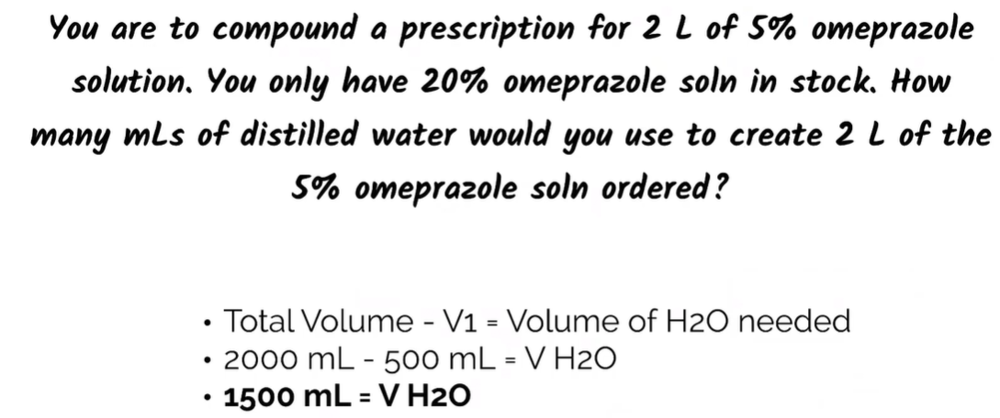 You are to compound a prescription for 2 L of 5% omeprazole
solution. You only have 20% omeprazole soln in stock. How
many mLs of distilled water would you use to create 2 L of the
5% omeprazole soln ordered?
• Total Volume - V1 = Volume of H2O needed
• 2000 mL - 500 mL = V H2O
• 1500 mL = V H2O